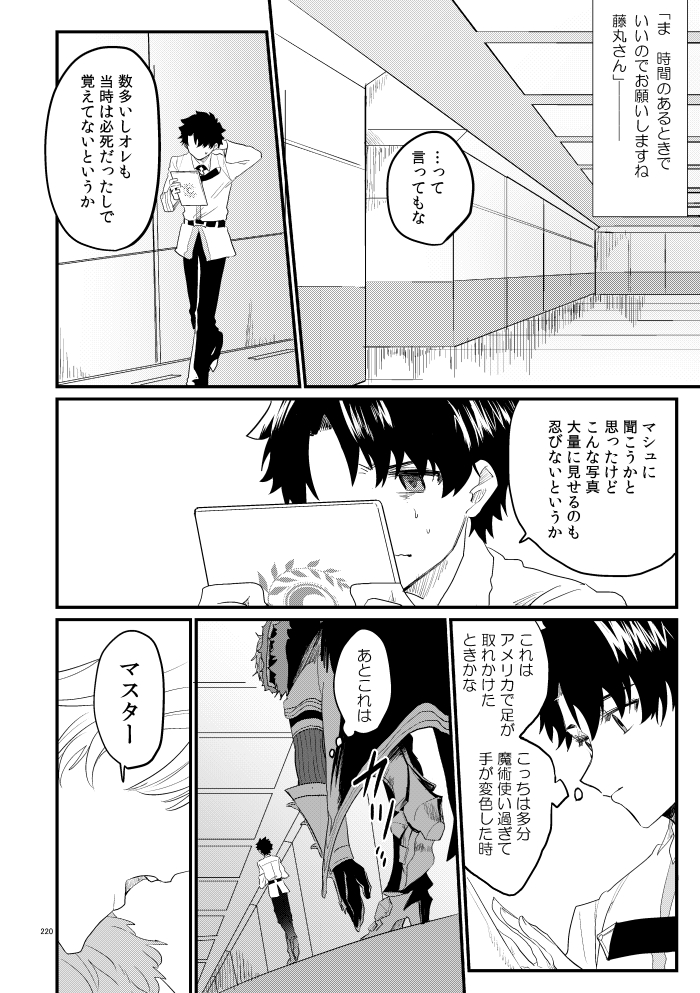 「ま　時間のあるときで
いいのでお願いしますね
藤丸さん」――
…って
言ってもな
数多いしオレも
当時は必死だったしで
覚えてないというか
マシュに
聞こうかと
思ったけど
こんな写真
大量に見せるのも
忍びないというか
これは
アメリカで足が
取れかけた
ときかな
こっちは多分
魔術使い過ぎて
手が変色した時
あとこれは
カツッ
マスター
220